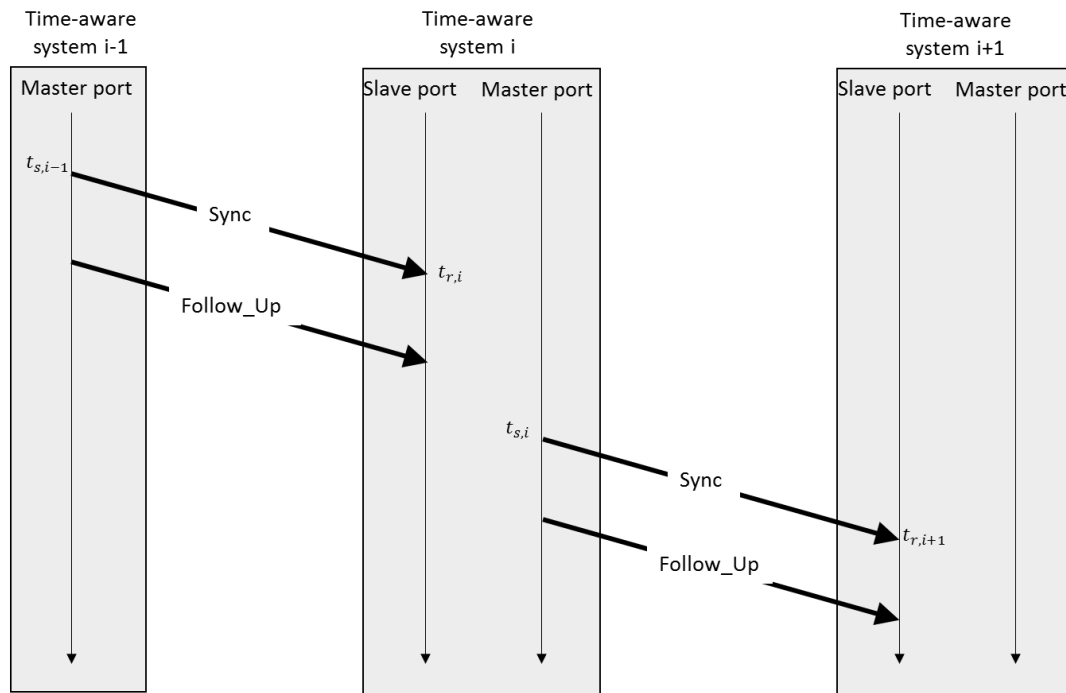 Time-aware
system i-1
Time-aware
system i
Time-aware
system i+1
Master port
Slave port
Master port
Slave port
Master port
t_{s,i−1}
Sync
t_{r,i}
Follow_Up
t_{s,i}
Sync
t_{r,i+1}
Follow_Up